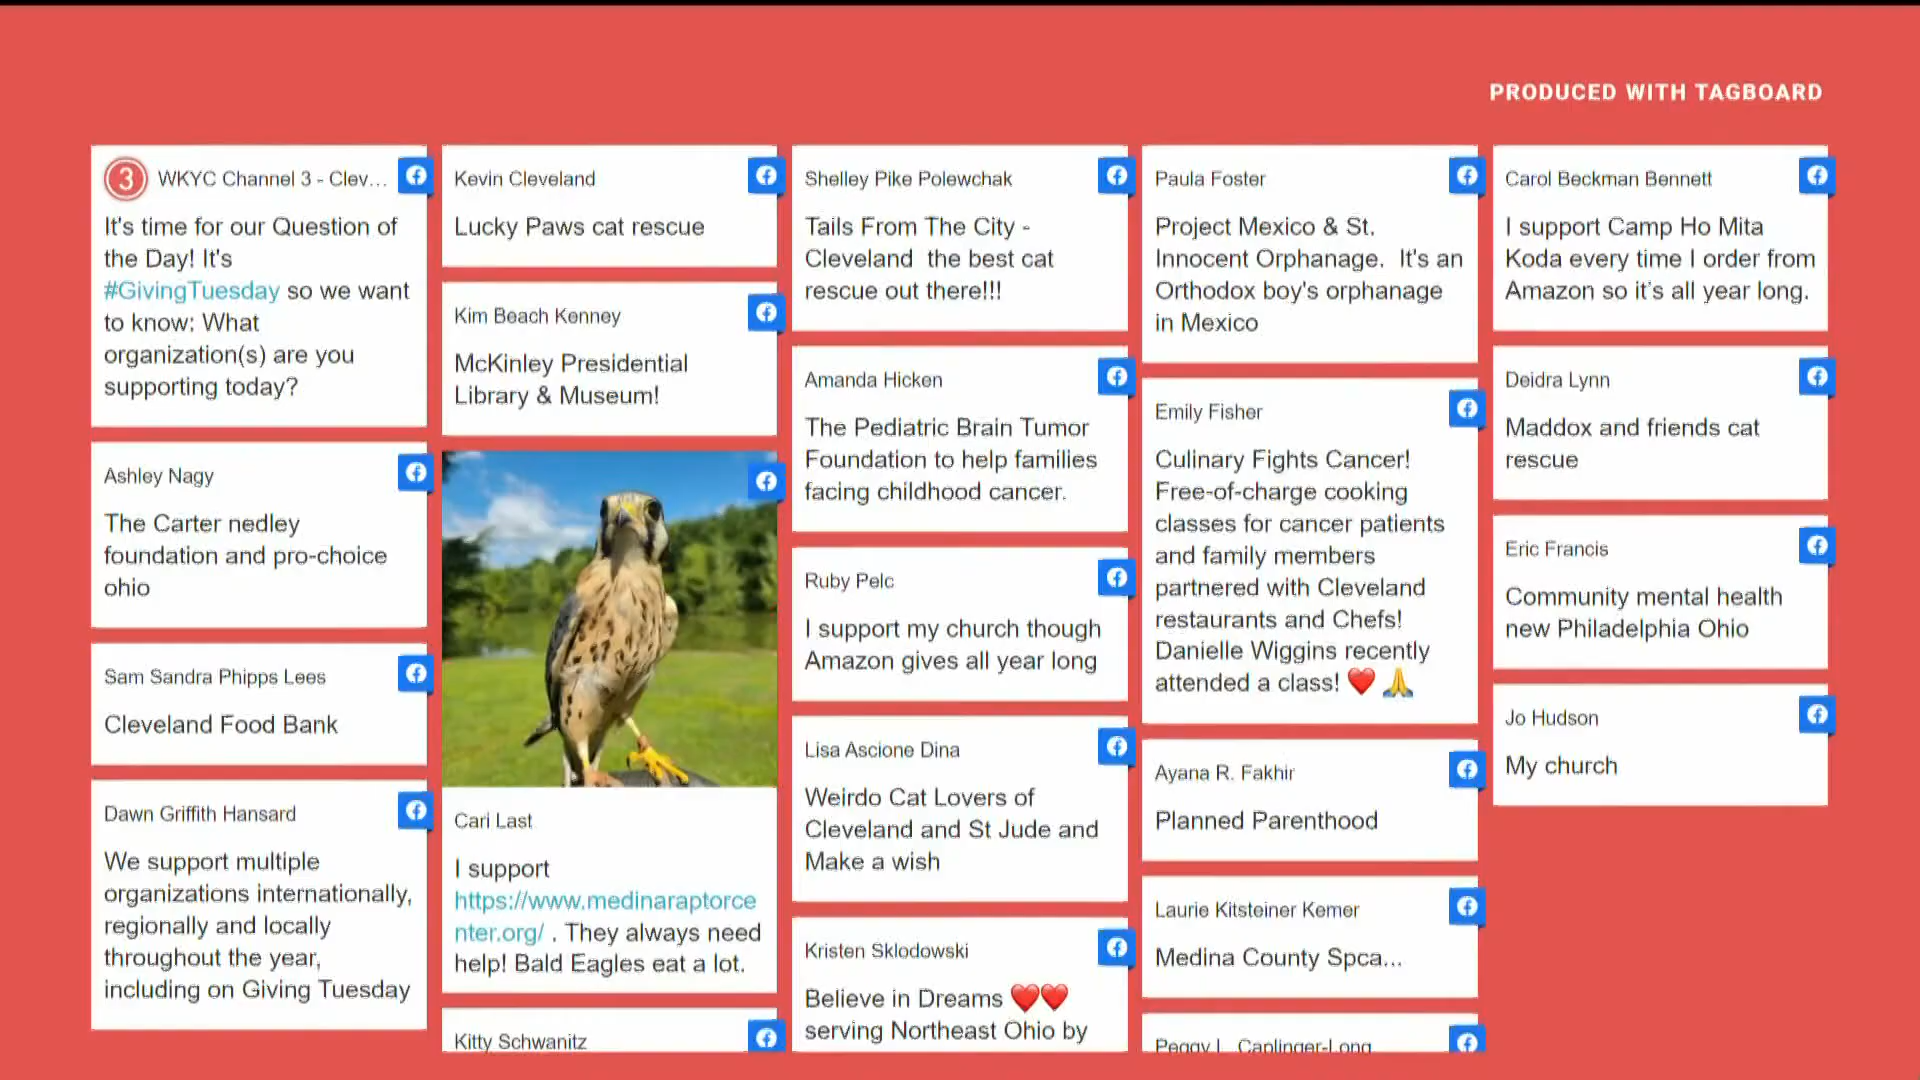 PRODUCED WITH TAGBOARD
3 WKYC Channel 3 - Clev...
It's time for our Question of
the Day! It's
#GivingTuesday so we want
to know: What
organization(s) are you
supporting today?
Ashley Nagy
The Carter nedley
foundation and pro-choice
ohio
Sam Sandra Phipps Lees
Cleveland Food Bank
Dawn Griffith Hansard
We support multiple
organizations internationally,
regionally and locally
throughout the year,
including on Giving Tuesday
Kevin Cleveland
Lucky Paws cat rescue
Kim Beach Kenney
McKinley Presidential
Library & Museum!
Cari Last
I support
https://www.medinaraptorce
nter.org/ . They always need
help! Bald Eagles eat a lot.
Kitty Schwanitz
Shelley Pike Polewchak
Tails From The City -
Cleveland  the best cat
rescue out there!!!
Amanda Hicken
The Pediatric Brain Tumor
Foundation to help families
facing childhood cancer.
Ruby Pelc
I support my church though
Amazon gives all year long
Lisa Ascione Dina
Weirdo Cat Lovers of
Cleveland and St Jude and
Make a wish
Kristen Sklodowski
Believe in Dreams ❤️❤️
serving Northeast Ohio by
Paula Foster
Project Mexico & St.
Innocent Orphanage.  It's an
Orthodox boy's orphanage
in Mexico
Emily Fisher
Culinary Fights Cancer!
Free-of-charge cooking
classes for cancer patients
and family members
partnered with Cleveland
restaurants and Chefs!
Danielle Wiggins recently
attended a class! ❤️ 🙏
Ayana R. Fakhir
Planned Parenthood
Laurie Kitsteiner Kemer
Medina County Spca...
Peggy L. Caplinger-Long
Carol Beckman Bennett
I support Camp Ho Mita
Koda every time I order from
Amazon so it's all year long.
Deidra Lynn
Maddox and friends cat
rescue
Eric Francis
Community mental health
new Philadelphia Ohio
Jo Hudson
My church